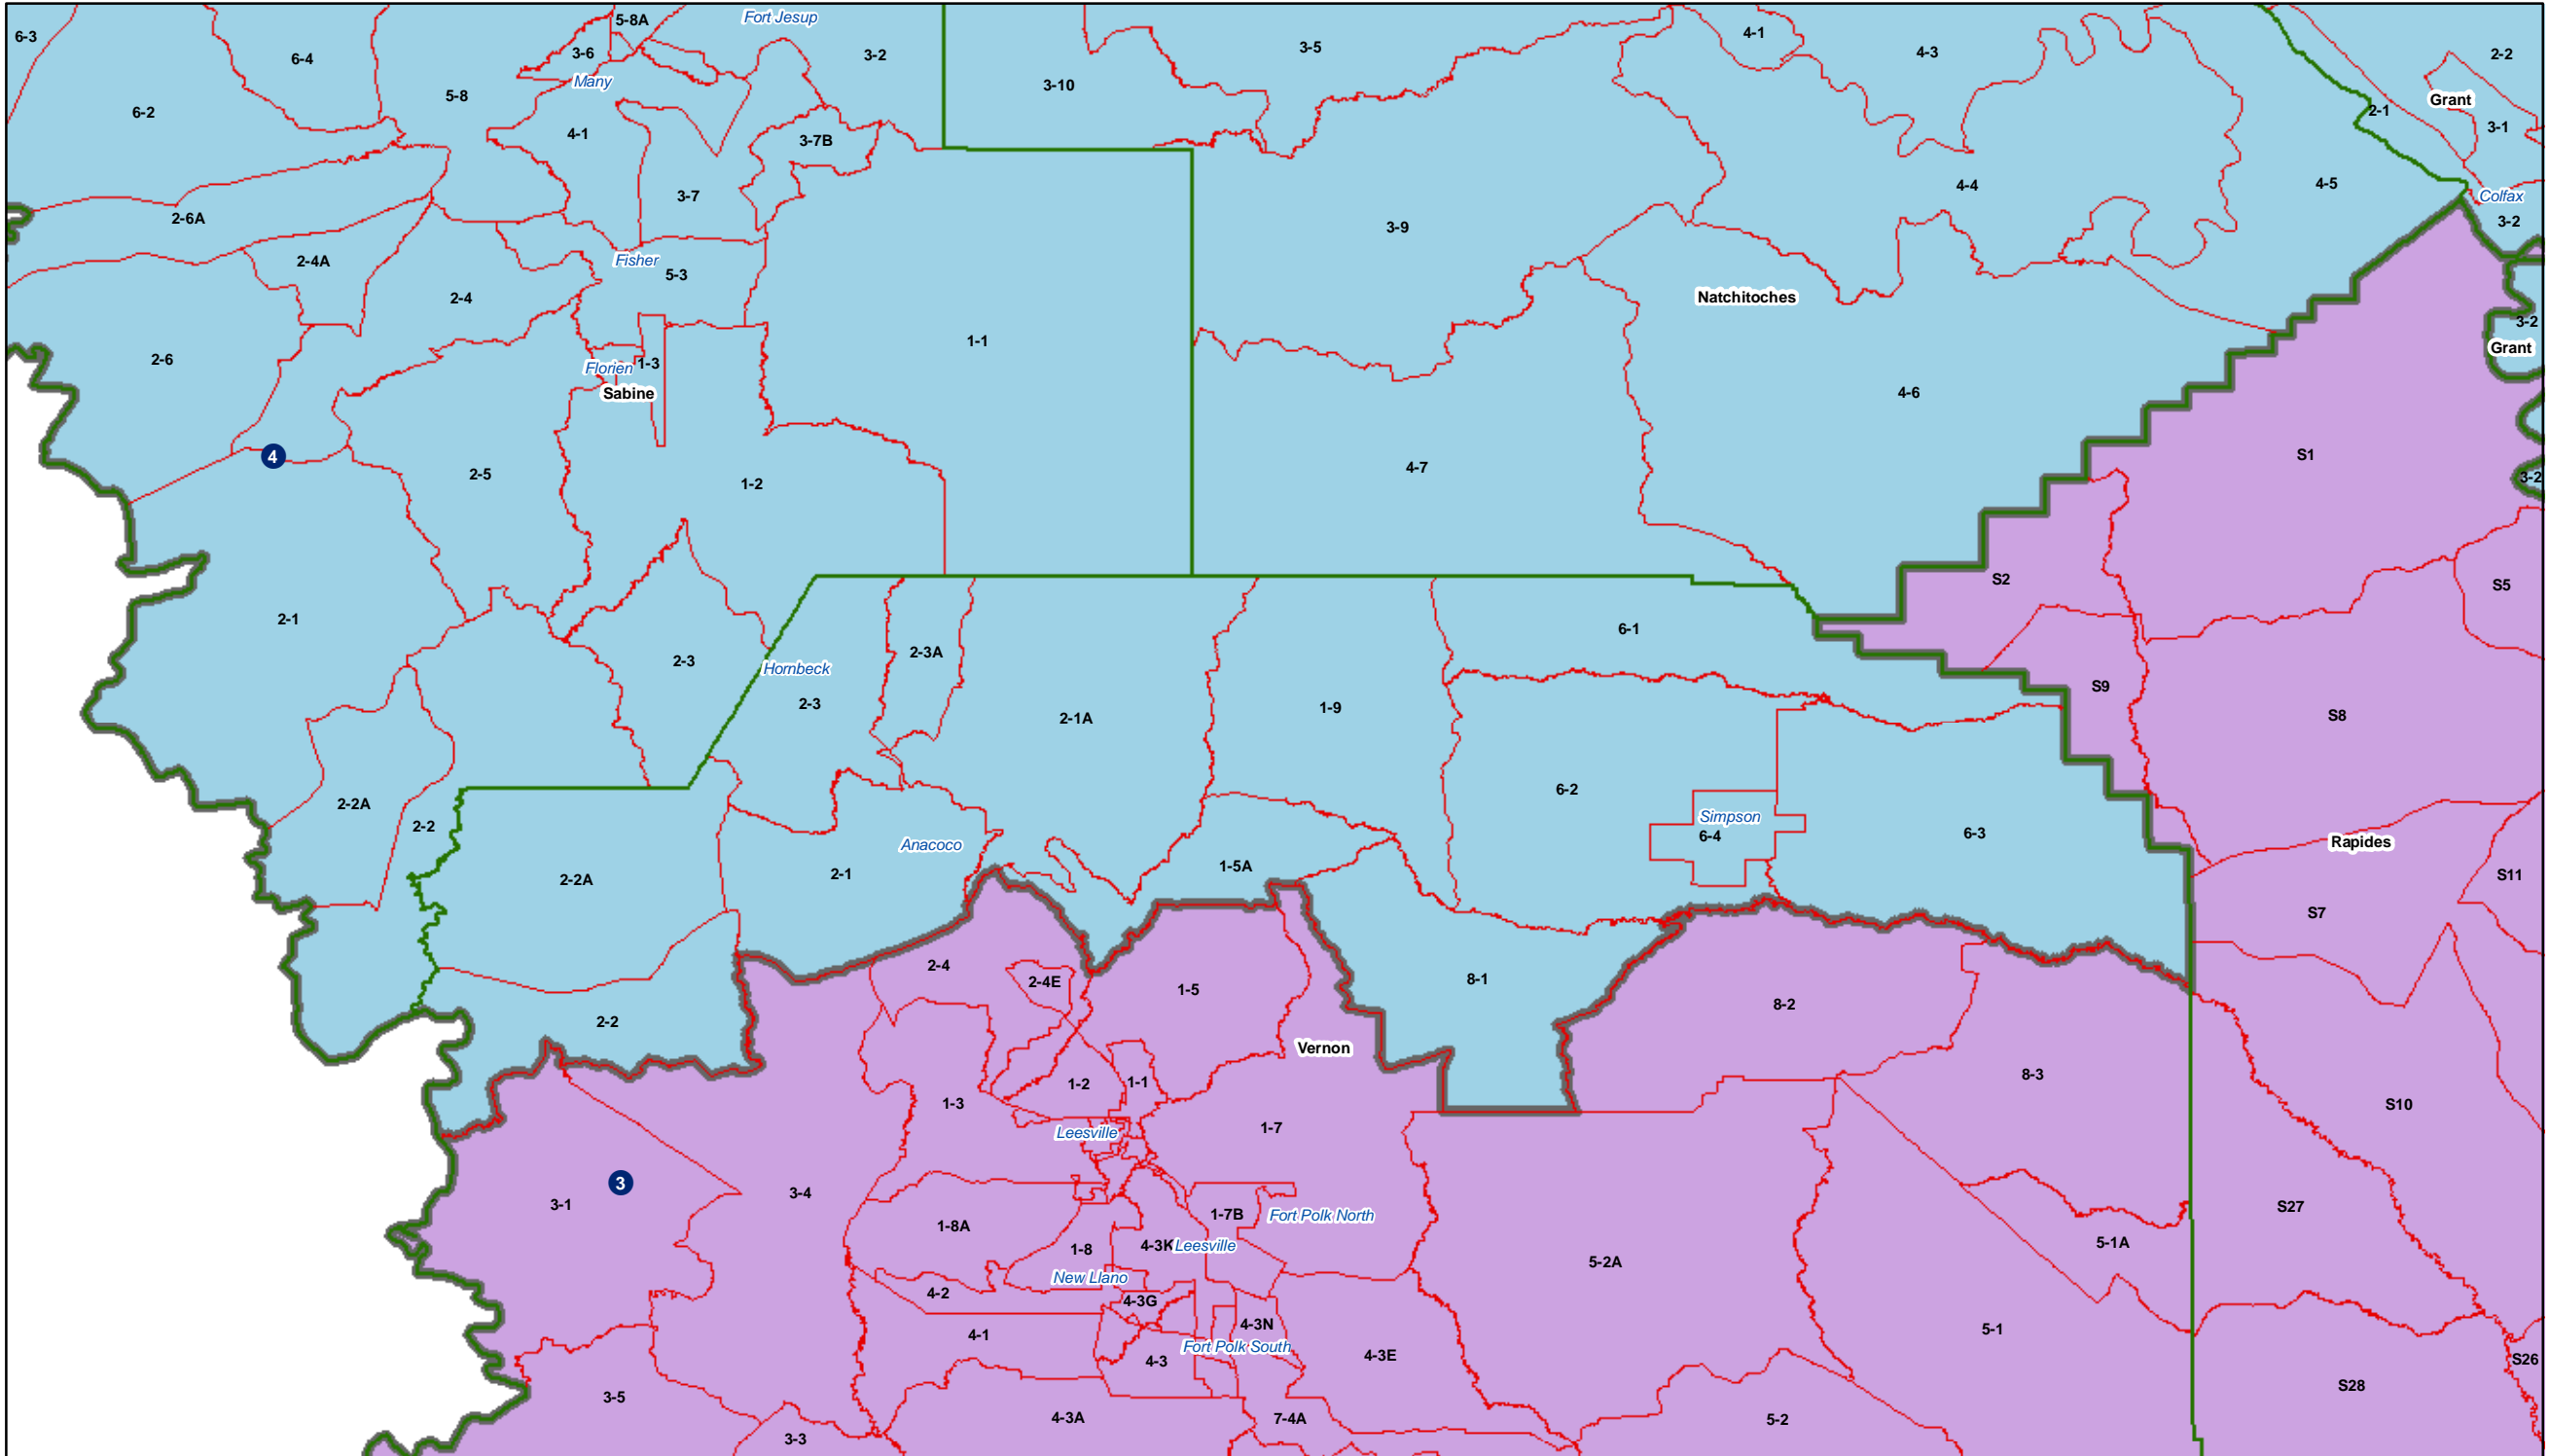 5-8A
Fort Jesup
6-3
3-6
3-2
3-5
4-1
4-3
2-2
6-4
Many
3-10
Grant
6-2
5-8
4-1
3-7B
2-1
3-1
3-7
4-4
4-5
Colfax
2-6A
3-9
3-2
2-4A
Fisher
5-3
2-4
Natchitoches
3-2
1-1
Grant
2-6
Florien
1-3
Sabine
4-6
4
2-5
1-2
4-7
S1
3-2
S2
S5
2-1
6-1
2-3
Hornbeck
2-3A
S9
2-3
2-1A
1-9
S8
2-2A
2-2
6-2
Simpson
6-4
6-3
Anacoco
Rapides
2-2A
2-1
1-5A
S11
S7
2-4
2-4E
1-5
8-1
8-2
2-2
Vernon
8-3
1-2
1-1
1-3
S10
Leesville
1-7
3
3-1
3-4
1-7B
Fort Polk North
S27
1-8A
1-8
4-3K
Leesville
5-1A
5-2A
New Llano
4-2
4-3G
4-1
4-3N
5-1
Fort Polk South
4-3
4-3E
S26
3-5
S28
4-3A
7-4A
5-2
3-3